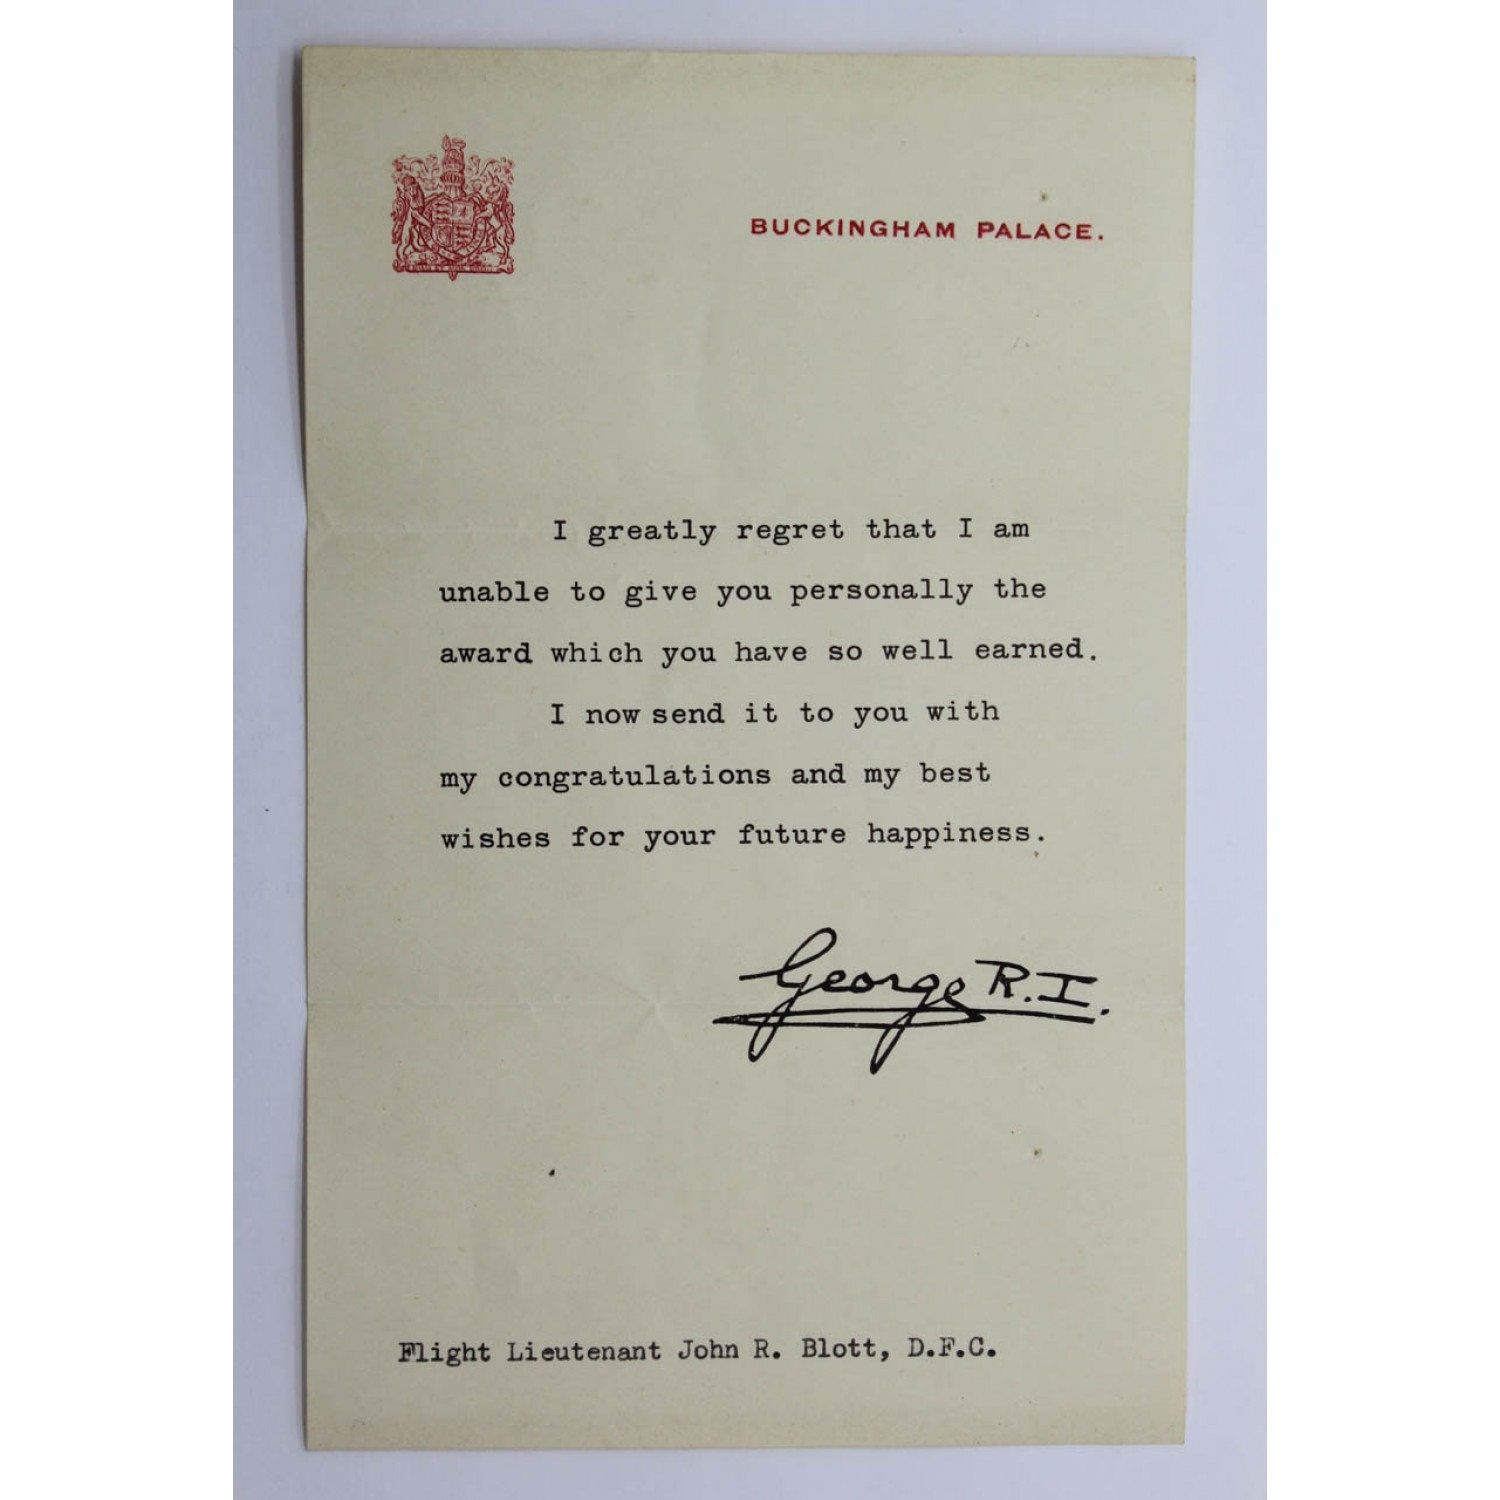 BUCKINGHAM PALACE.
I greatly regret that I am
unable to give you personally the
award which you have so well earned.
I now send it to you with
my congratulations and my best
wishes for your future happiness.
George R.I.
Flight Lieutenant John R. Blott, D.F.C.